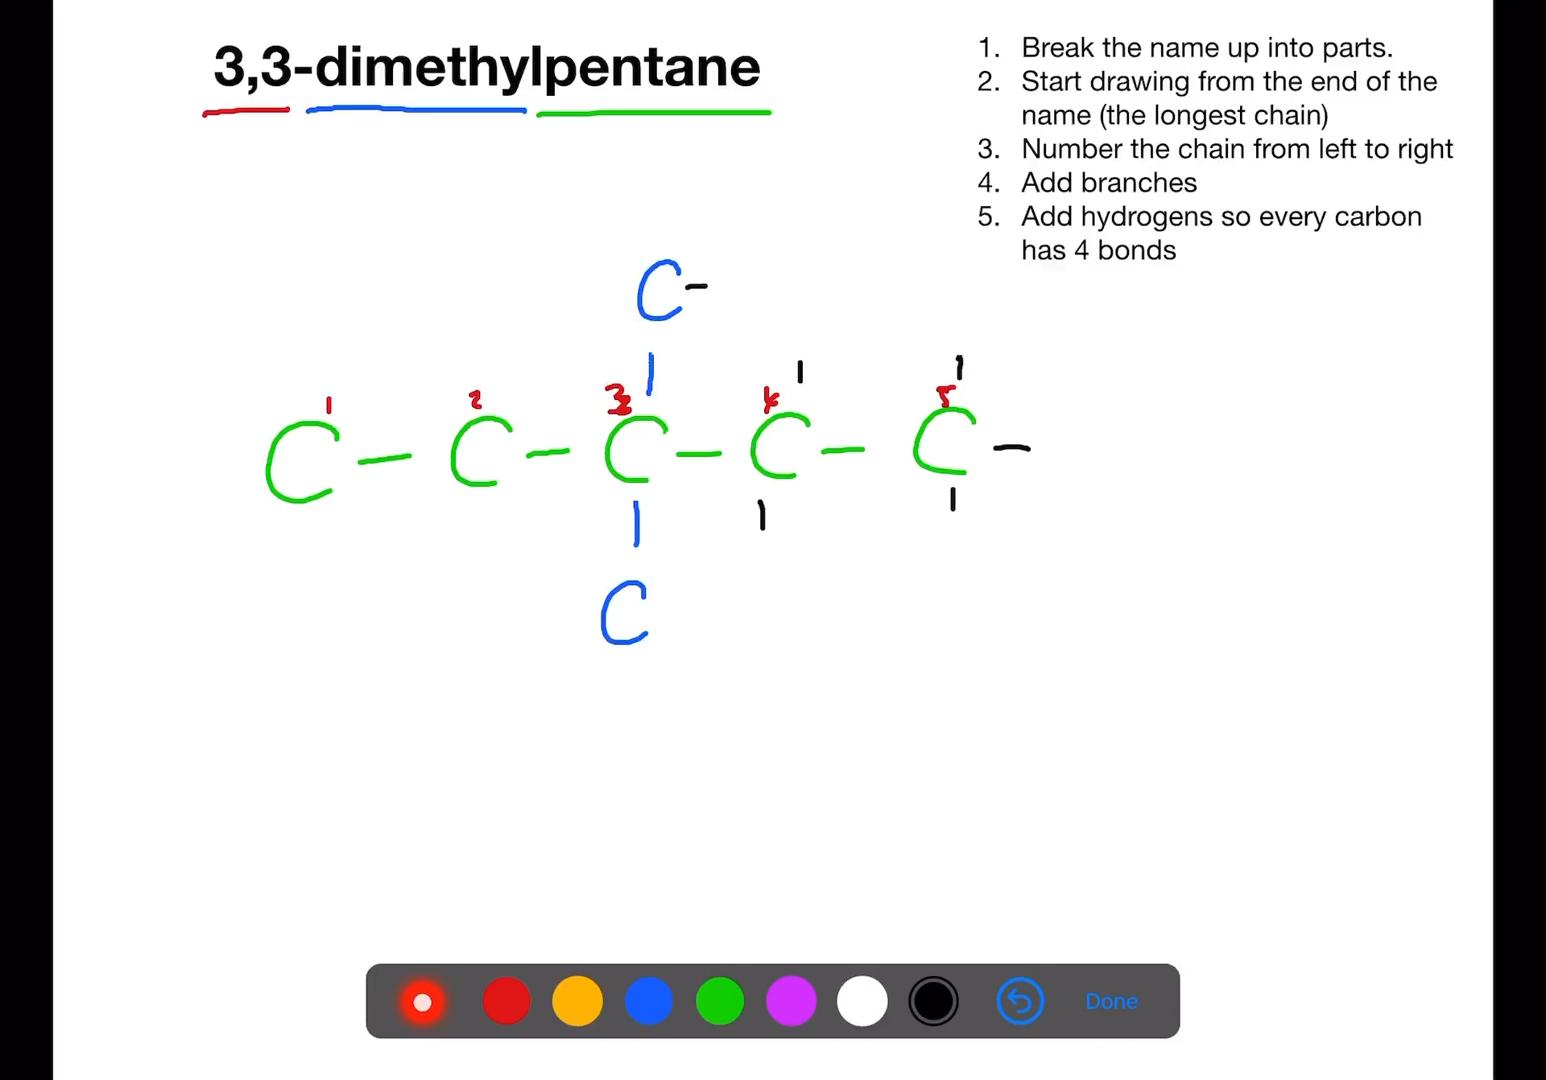 3,3-dimethylpentane
1. Break the name up into parts.
2. Start drawing from the end of the
name (the longest chain)
3. Number the chain from left to right
4. Add branches
5. Add hydrogens so every carbon
has 4 bonds
C
1 2 3 4 5
C - C - C - C - C
C
Done